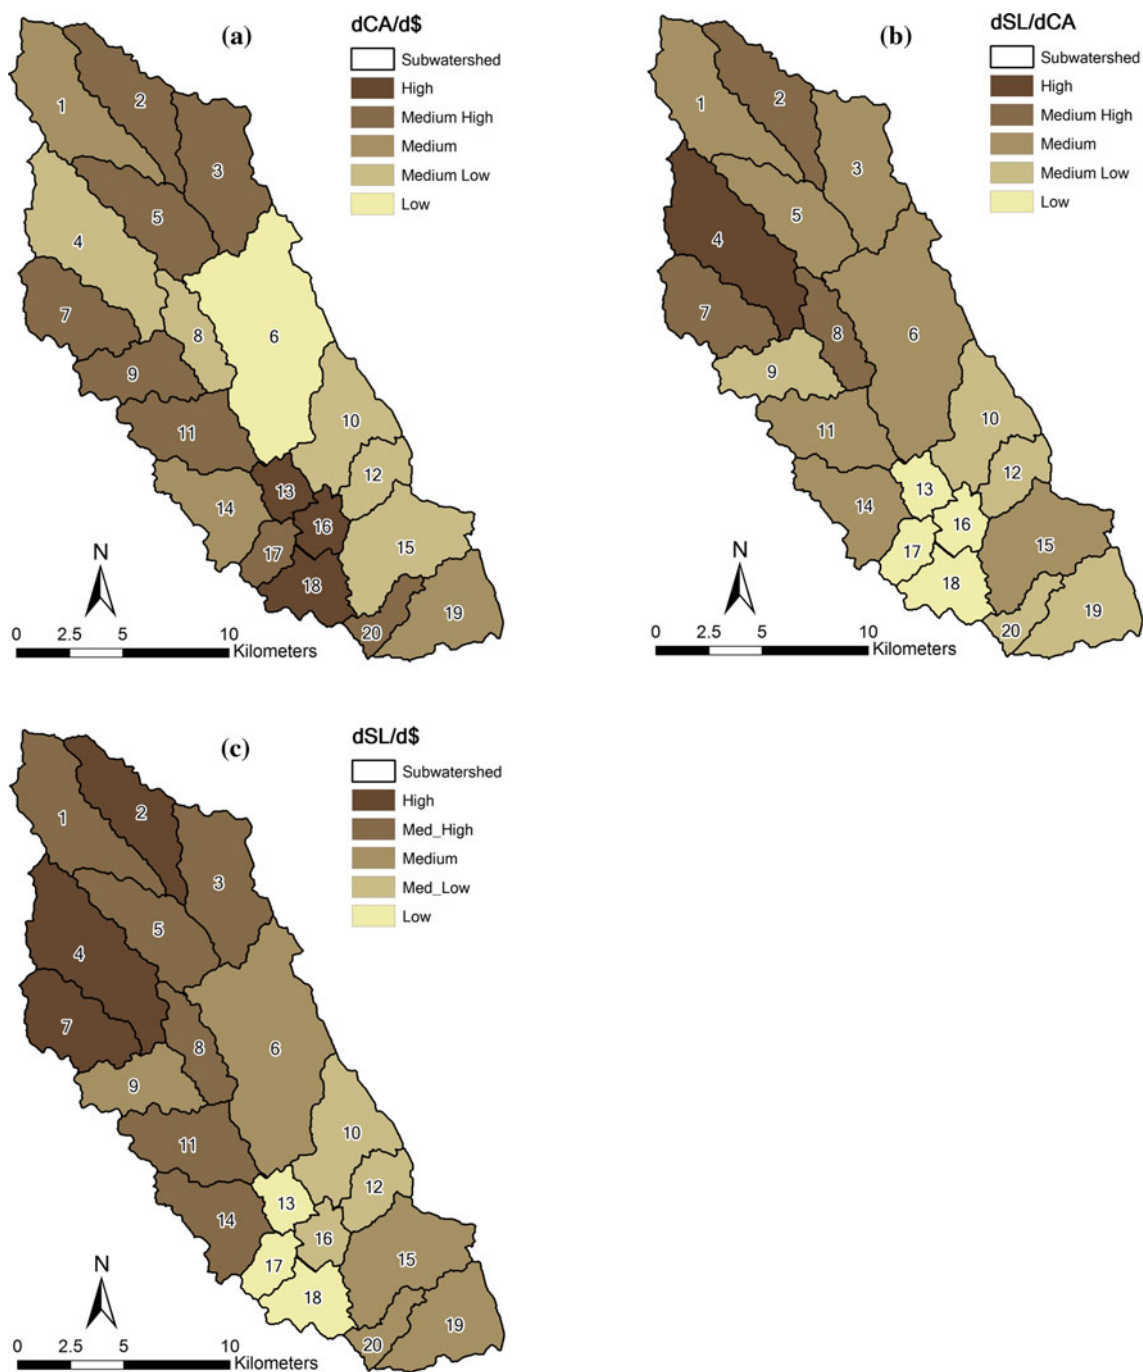 (a)
dCA/d$
Subwatershed
High
Medium High
Medium
Medium Low
Low
1
2
3
4
5
6
7
8
9
10
11
12
13
14
15
16
17
18
19
20
N
0 2.5 5 10
Kilometers
(b)
dSL/dCA
Subwatershed
High
Medium High
Medium
Medium Low
Low
1
2
3
4
5
6
7
8
9
10
11
12
13
14
15
16
17
18
19
20
N
0 2.5 5 10
Kilometers
(c)
dSL/d$
Subwatershed
High
Med_High
Medium
Med_Low
Low
1
2
3
4
5
6
7
8
9
10
11
12
13
14
15
16
17
18
19
20
N
0 2.5 5 10
Kilometers